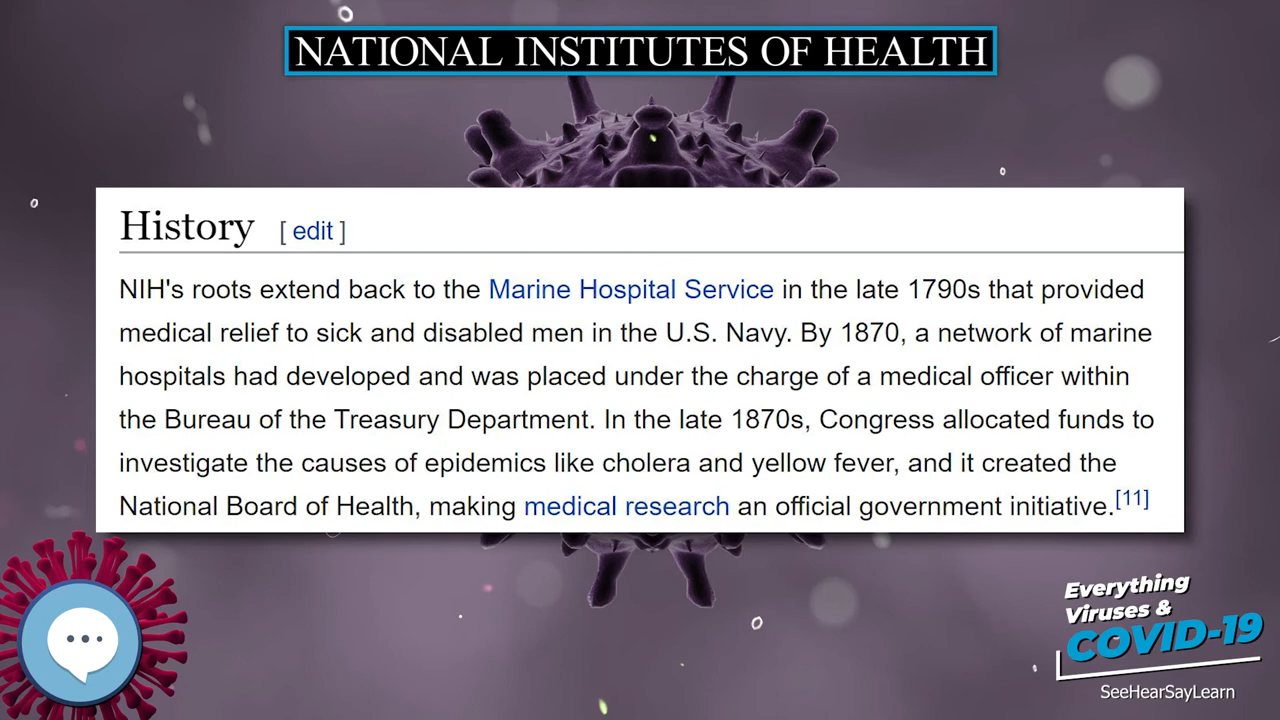 NATIONAL INSTITUTES OF HEALTH
History [ edit ]
NIH's roots extend back to the Marine Hospital Service in the late 1790s that provided
medical relief to sick and disabled men in the U.S. Navy. By 1870, a network of marine
hospitals had developed and was placed under the charge of a medical officer within
the Bureau of the Treasury Department. In the late 1870s, Congress allocated funds to
investigate the causes of epidemics like cholera and yellow fever, and it created the
National Board of Health, making medical research an official government initiative.[11]
Everything
Viruses &
COVID-19
SeeHearSayLearn